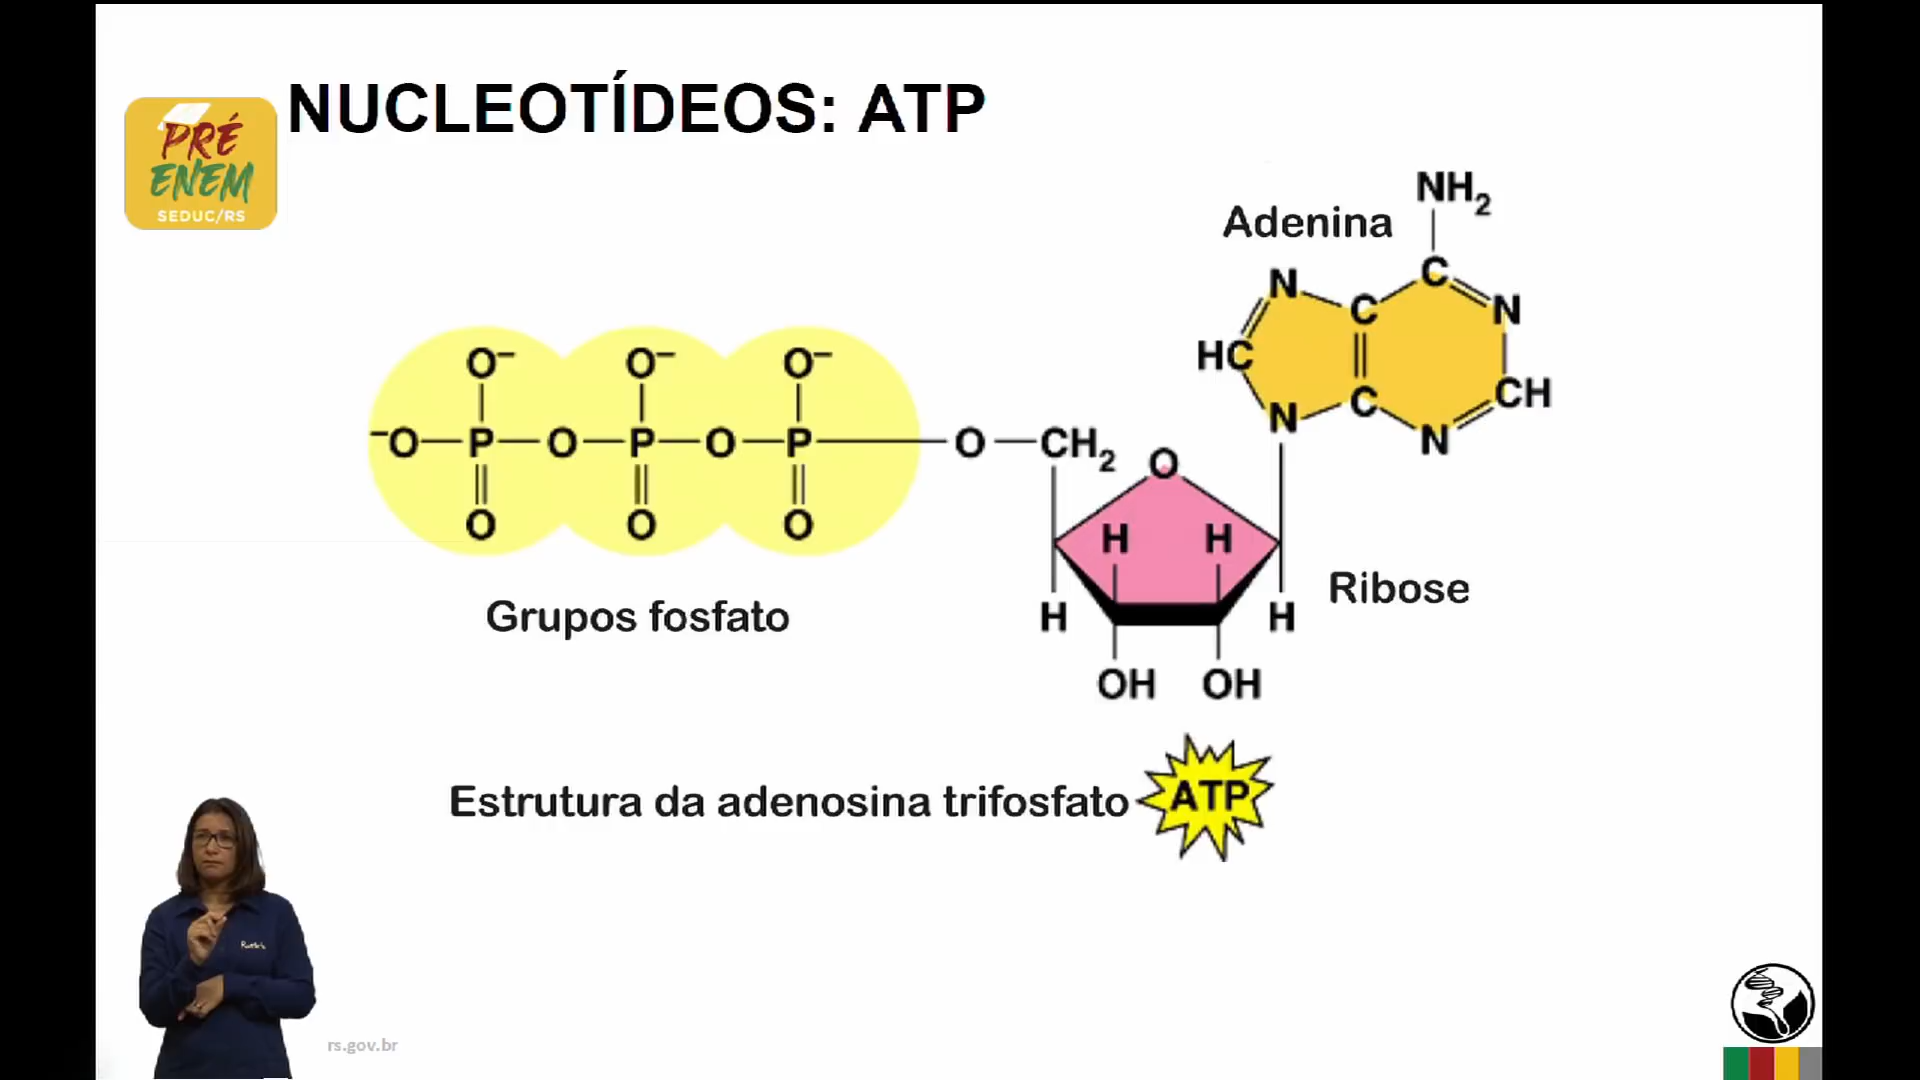 NUCLEOTÍDEOS: ATP
PRÉ
ENEM
SEDUC/RS
NH2
Adenina
C
N
N
C
HC
CH
C
N
N
O– O– O–
–O P O P O P O CH2
O
O O O
H H
H H
OH OH
Grupos fosfato
Ribose
Estrutura da adenosina trifosfato
ATP
rs.gov.br